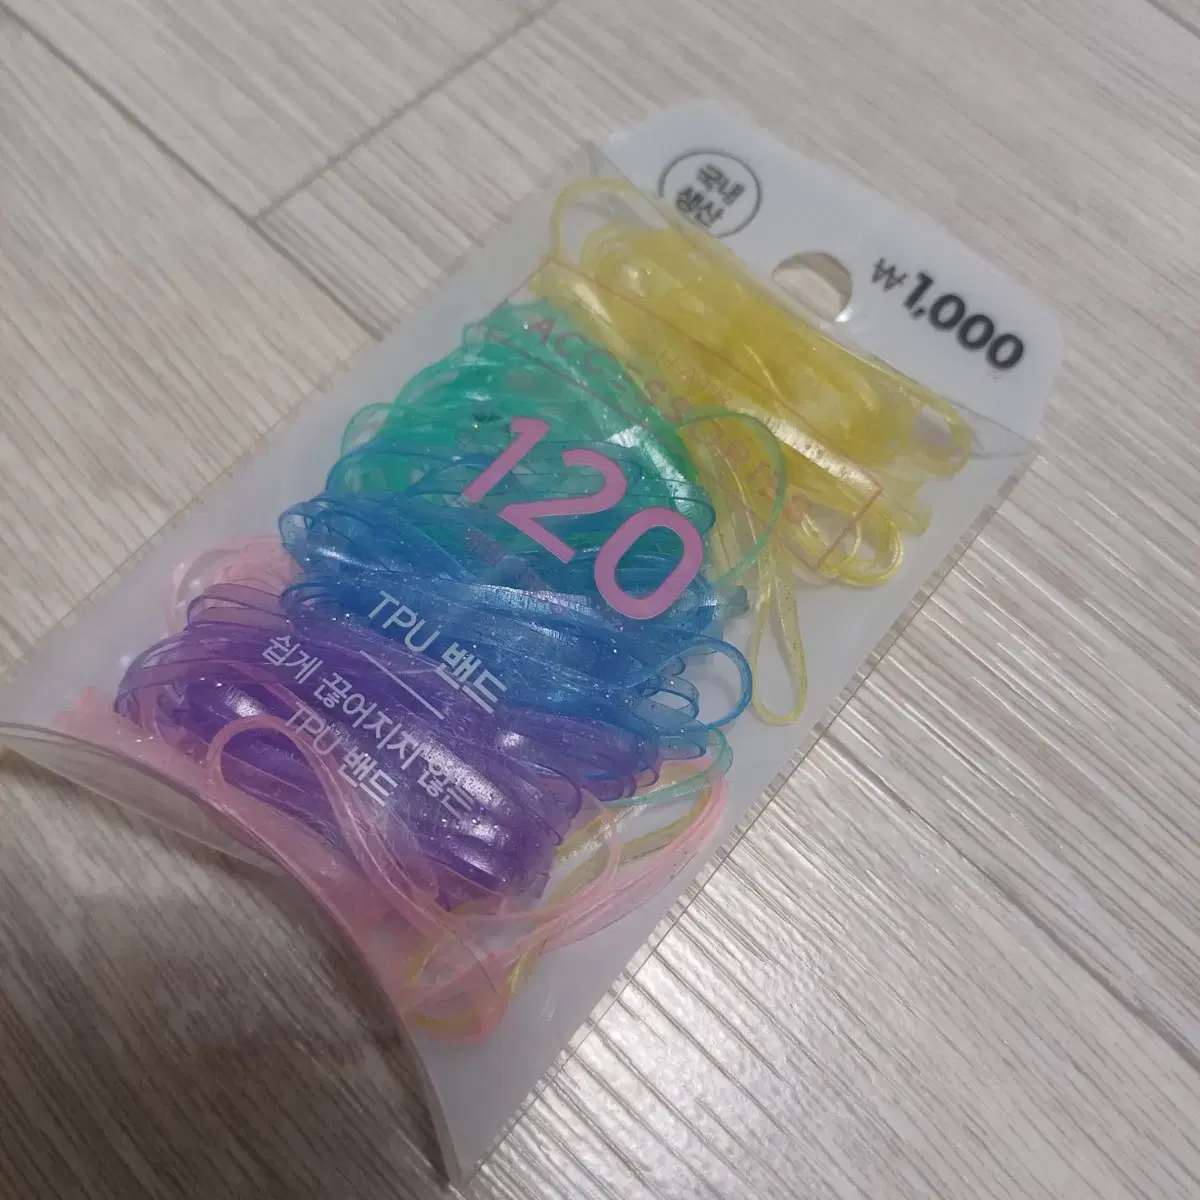 국내
생산
₩1,000
HAIR
ACCESSORIES
120
TPU 밴드
쉽게 끊어지지 않는
TPU 밴드